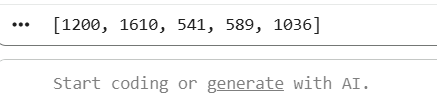 ••• [1200, 1610, 541, 589, 1036]
Start coding or generate with AI.